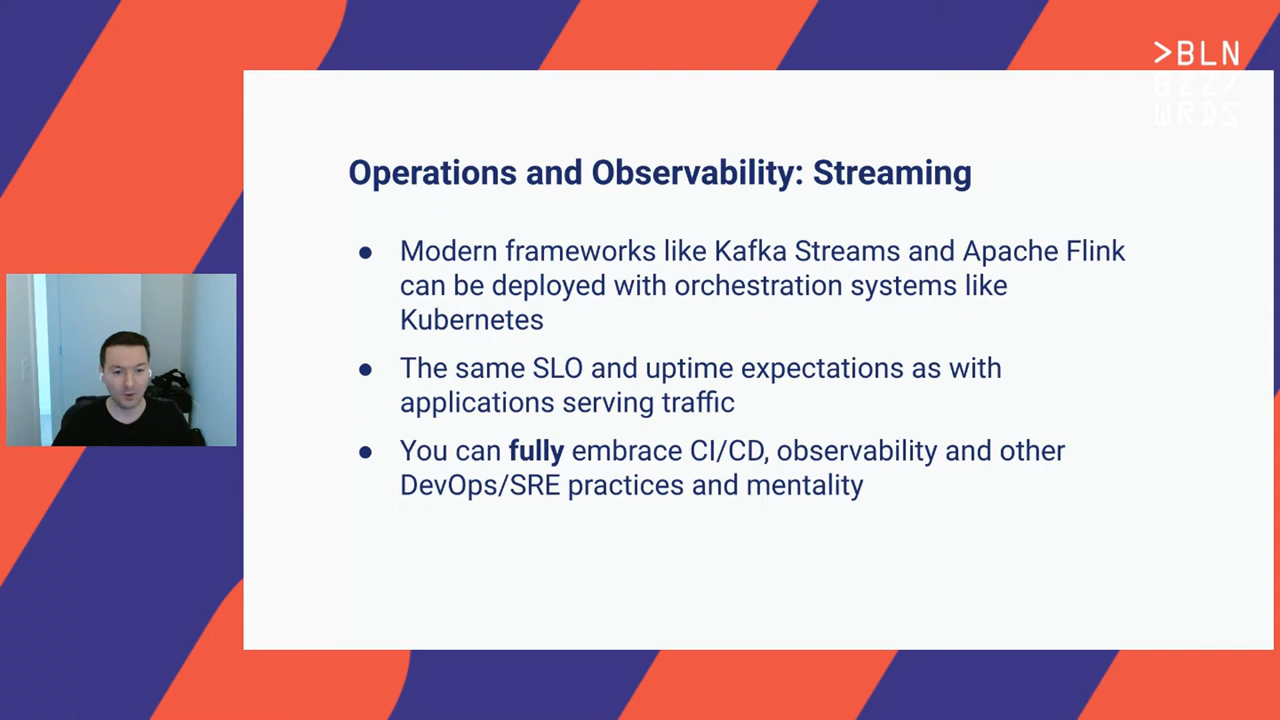 >BLN
BZZ/
WRDS
Operations and Observability: Streaming
● Modern frameworks like Kafka Streams and Apache Flink
can be deployed with orchestration systems like
Kubernetes
● The same SLO and uptime expectations as with
applications serving traffic
● You can fully embrace CI/CD, observability and other
DevOps/SRE practices and mentality